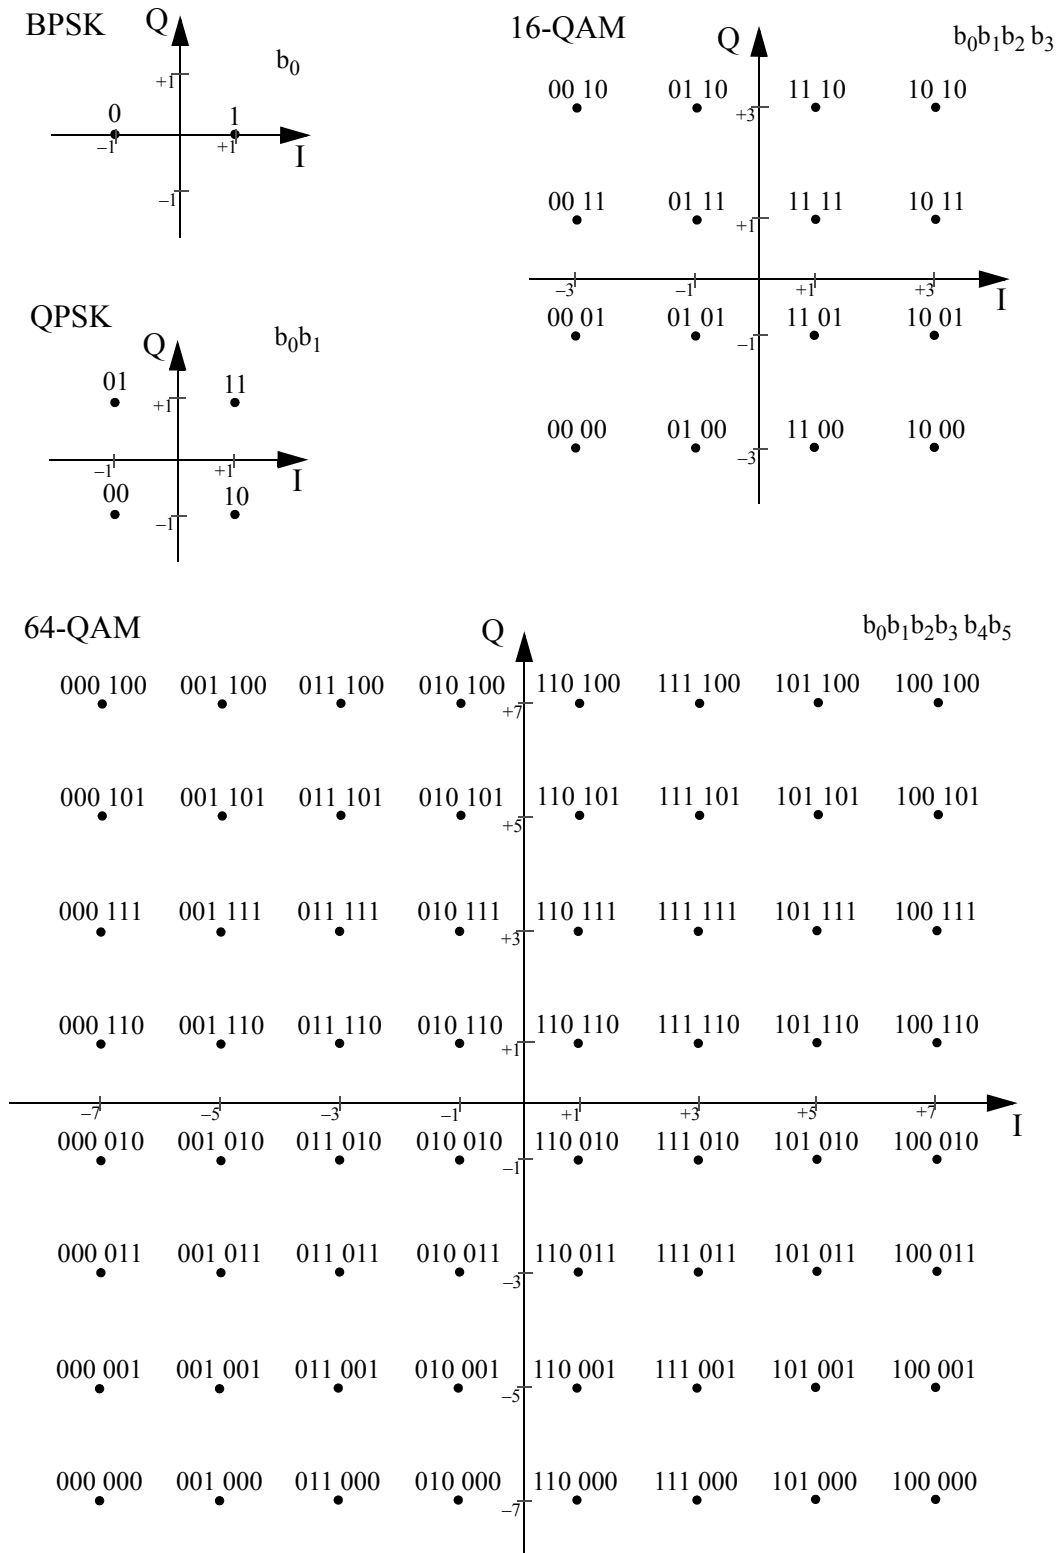 BPSK
Q
b0
+1
0 1
–1 +1
I
–1
QPSK
Q
b0b1
01 11
+1
–1 +1
I
00 10
–1
16-QAM
Q
b0b1b2 b3
00 10 01 10 11 10 10 10
+3
00 11 01 11 11 11 10 11
+1
–3 –1 +1 +3
I
00 01 01 01 11 01 10 01
–1
00 00 01 00 11 00 10 00
–3
64-QAM
Q
b0b1b2b3 b4b5
000 100 001 100 011 100 010 100 110 100 111 100 101 100 100 100
+7
000 101 001 101 011 101 010 101 110 101 111 101 101 101 100 101
+5
000 111 001 111 011 111 010 111 110 111 111 111 101 111 100 111
+3
000 110 001 110 011 110 010 110 110 110 111 110 101 110 100 110
+1
–7 –5 –3 –1 +1 +3 +5 +7
I
000 010 001 010 011 010 010 010 110 010 111 010 101 010 100 010
–1
000 011 001 011 011 011 010 011 110 011 111 011 101 011 100 011
–3
000 001 001 001 011 001 010 001 110 001 111 001 101 001 100 001
–5
000 000 001 000 011 000 010 000 110 000 111 000 101 000 100 000
–7